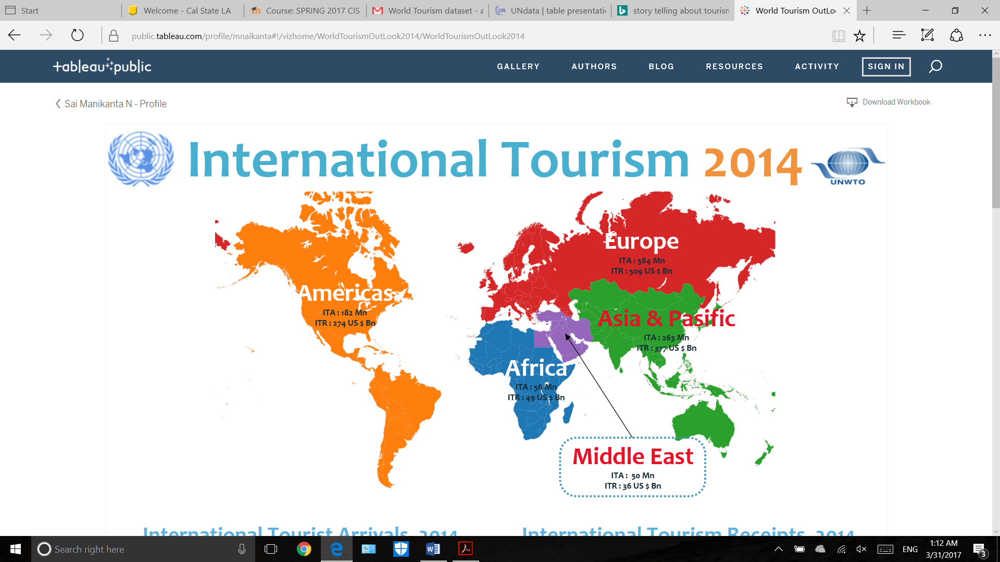 Start
Welcome - Cal State LA
Course: SPRING 2017 CIS
World Tourism dataset - a
UNdata | table presentati
story telling about tourism
World Tourism OutLo
public.tableau.com/profile/mnaikanta#!/vizhome/WorldTourismOutLook2014/WorldTourismOutLook2014
+ableau public
GALLERY
AUTHORS
BLOG
RESOURCES
ACTIVITY
SIGN IN
Sai Manikanta N - Profile
Download Workbook
International Tourism 2014
UNWTO
Europe
ITA : 584 Mn
ITR : 509 US $ Bn
Americas
ITA : 182 Mn
ITR : 274 US $ Bn
Asia & Pasific
ITA : 263 Mn
ITR : 377 US $ Bn
Africa
ITA : 56 Mn
ITR : 49 US $ Bn
Middle East
ITA : 50 Mn
ITR : 36 US $ Bn
International Tourist Arrivals, 2014
International Tourism Receipts, 2014
Search right here
ENG
1:12 AM
3/31/2017
3